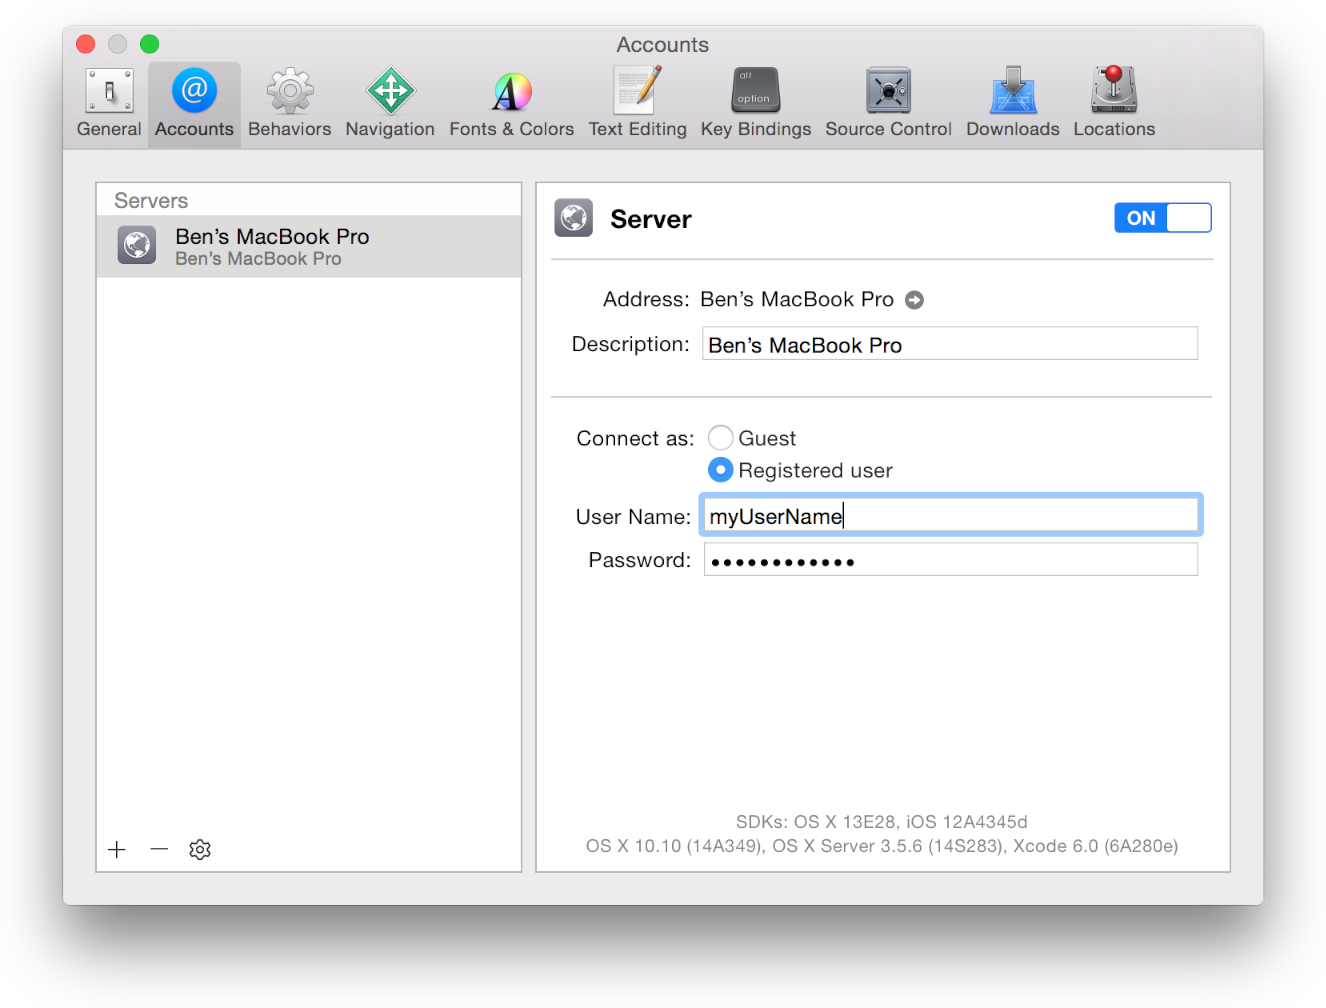 Accounts
General Accounts Behaviors Navigation Fonts & Colors Text Editing alt option Key Bindings Source Control Downloads Locations
Servers
Ben’s MacBook Pro
Ben’s MacBook Pro
Server
ON
Address: Ben’s MacBook Pro
Description: Ben’s MacBook Pro
Connect as: Guest
Registered user
User Name: myUserName
Password: ••••••••••••
SDKs: OS X 13E28, iOS 12A4345d
OS X 10.10 (14A349), OS X Server 3.5.6 (14S283), Xcode 6.0 (6A280e)